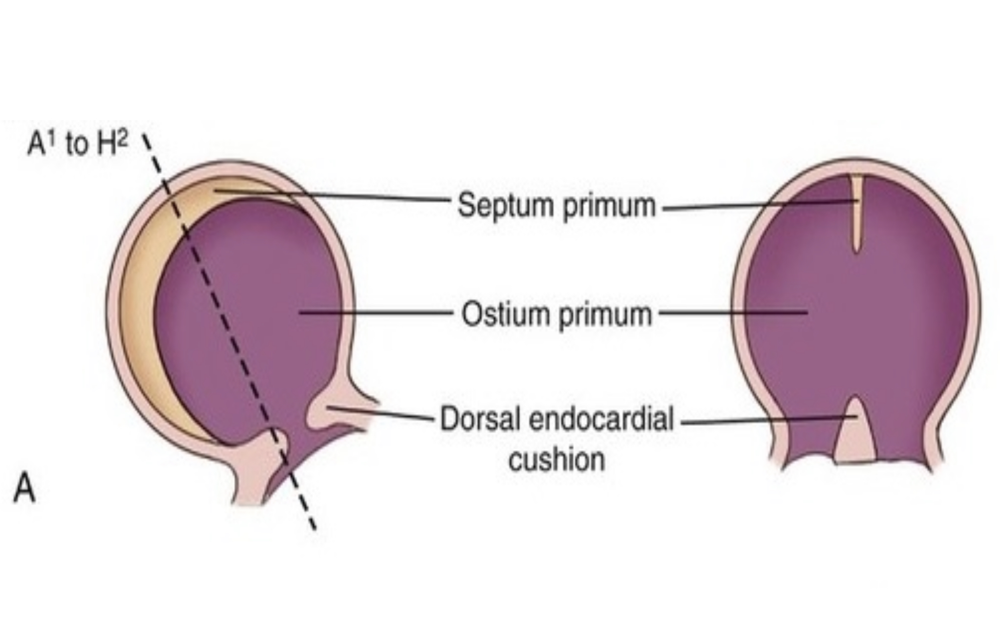 A¹ to H²
Septum primum
Ostium primum
Dorsal endocardial
cushion
A